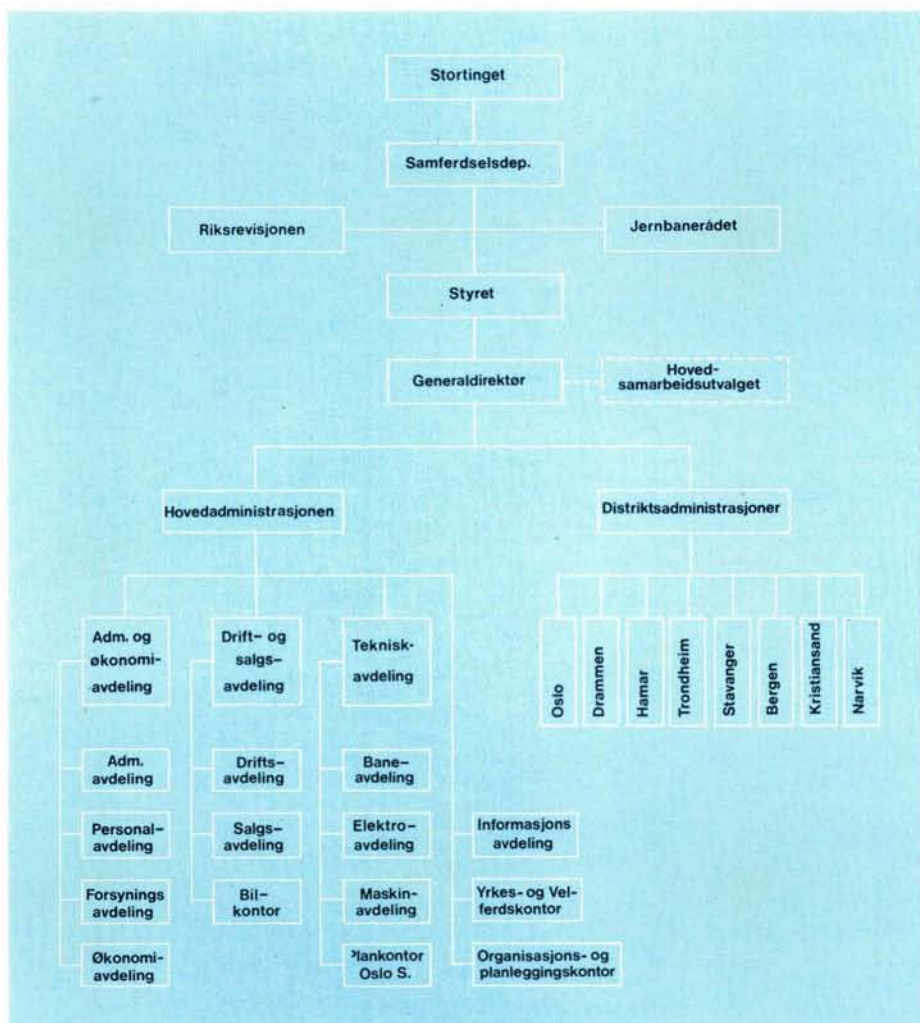 Stortinget
Samferdselsdep.
Riksrevisjonen
Jernbanerådet
Styret
Generaldirektør
Hoved-
samarbeidsutvalget
Hovedadministrasjonen
Distriktsadministrasjoner
Adm. og
økonomi-
avdeling
Drift- og
salgs-
avdeling
Teknisk-
avdeling
Oslo
Drammen
Hamar
Trondheim
Stavanger
Bergen
Kristiansand
Narvik
Adm.
avdeling
Personal-
avdeling
Forsynings
avdeling
Økonomi-
avdeling
Drifts-
avdeling
Salgs-
avdeling
Bil-
kontor
Bane-
avdeling
Elektro-
avdeling
Maskin-
avdeling
Plankontor
Oslo S.
Informasjons
avdeling
Yrkes- og Vel-
ferdskontor
Organisasjons- og
planleggingskontor